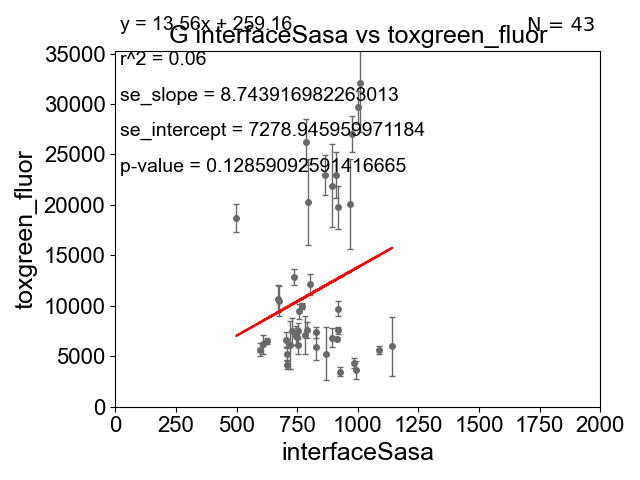 y = 13.56x + 259.16
N = 43
G interfaceSasa vs toxgreen_fluor
r^2 = 0.06
se_slope = 8.743916982263013
se_intercept = 7278.945959971184
p-value = 0.12859092591416665
toxgreen_fluor
35000
30000
25000
20000
15000
10000
5000
0
0 250 500 750 1000 1250 1500 1750 2000
interfaceSasa